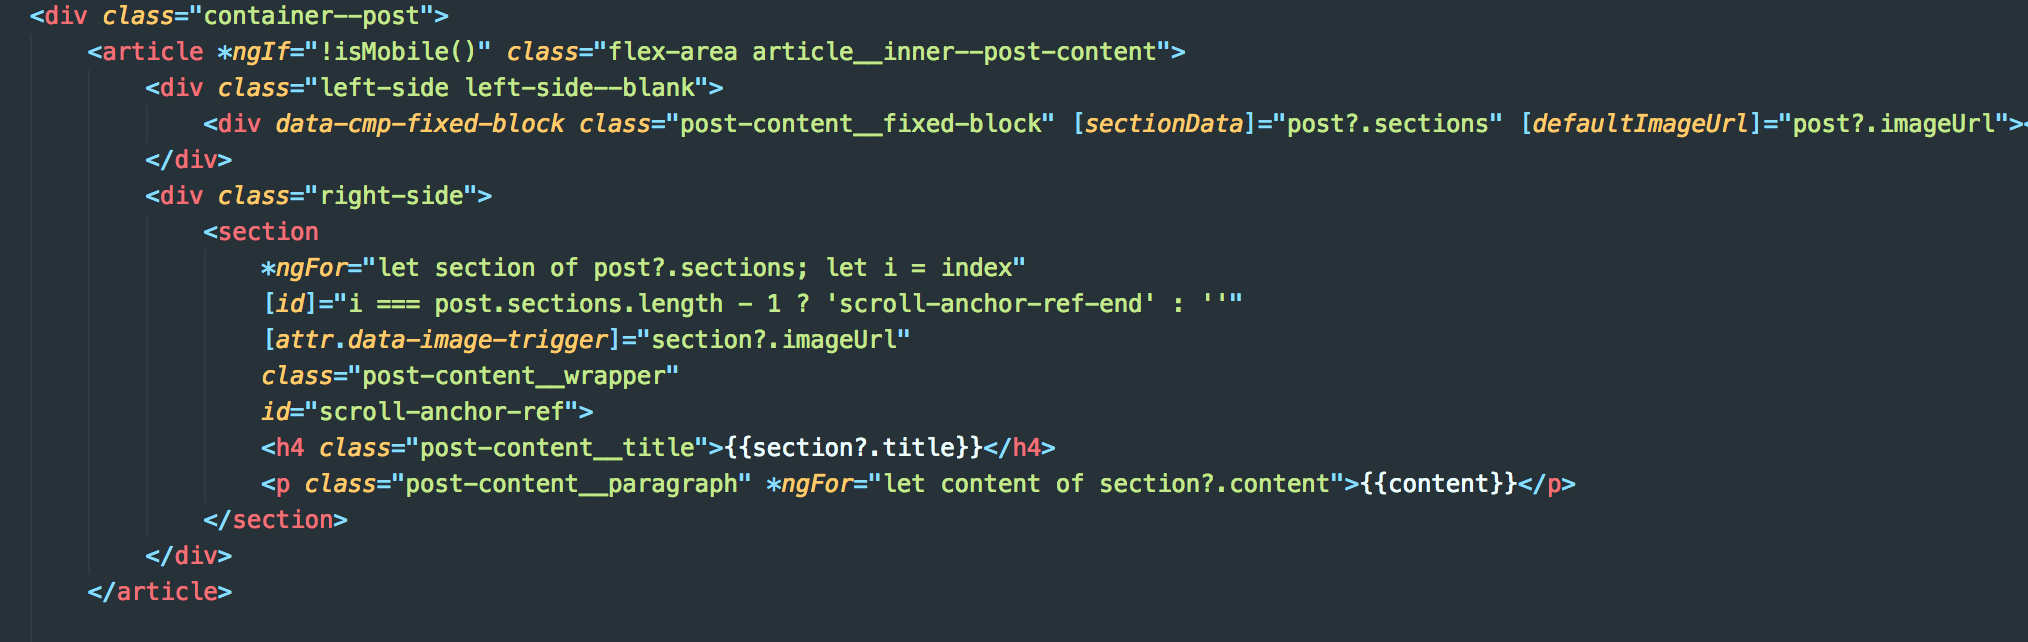 <div class="container--post">
<article *ngIf="!isMobile()" class="flex-area article__inner--post-content">
<div class="left-side left-side--blank">
<div data-cmp-fixed-block class="post-content__fixed-block" [sectionData]="post?.sections" [defaultImageUrl]="post?.imageUrl"><
</div>
<div class="right-side">
<section
*ngFor="let section of post?.sections; let i = index"
[id]="i === post.sections.length - 1 ? 'scroll-anchor-ref-end' : ''"
[attr.data-image-trigger]="section?.imageUrl"
class="post-content__wrapper"
id="scroll-anchor-ref">
<h4 class="post-content__title">{{section?.title}}</h4>
<p class="post-content__paragraph" *ngFor="let content of section?.content">{{content}}</p>
</section>
</div>
</article>